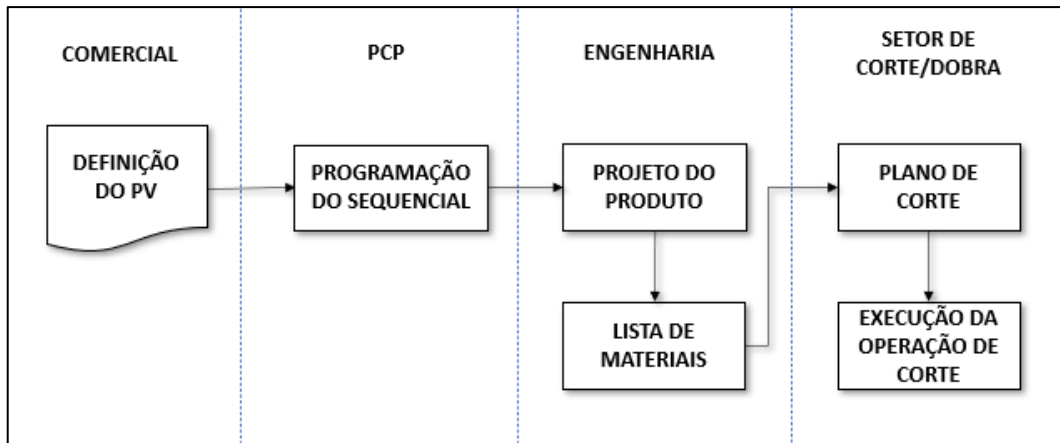 COMERCIAL
PCP
ENGENHARIA
SETOR DE
CORTE/DOBRA
DEFINIÇÃO
DO PV
PROGRAMAÇÃO
DO SEQUENCIAL
PROJETO DO
PRODUTO
PLANO DE
CORTE
LISTA DE
MATERIAIS
EXECUÇÃO DA
OPERAÇÃO DE
CORTE